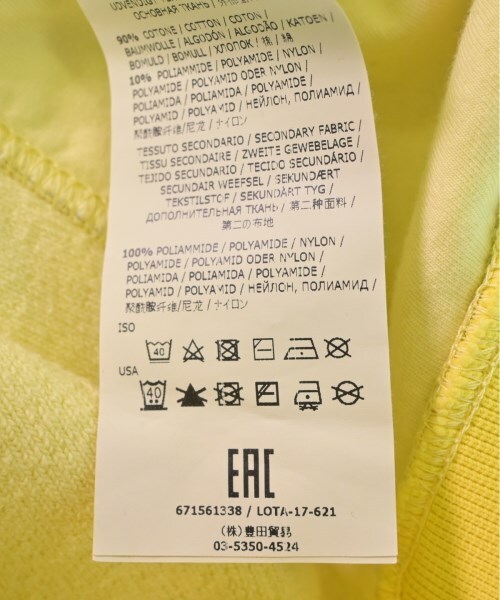 ОСНОВНАЯ ТКАНЬ /
90% COTONE / COTTON / COTON /
BAUMWOLLE / ALGODÓN / ALGODÃO / KATOEN /
BOMULD / BOMULL / ХЛОПОК / 棉 / 綿
10% POLIAMMIDE / POLYAMIDE / NYLON /
POLYAMIDE / POLYAMID ODER NYLON /
POLIAMIDA / POLIAMIDA / POLYAMIDE /
POLYAMID / POLYAMID / НЕЙЛОН, ПОЛИАМИД /
聚酰胺纤维/尼龙 / ナイロン
TESSUTO SECONDARIO / SECONDARY FABRIC /
TISSU SECONDAIRE / ZWEITE GEWEBELAGE /
TEJIDO SECUNDARIO / TECIDO SECUNDÁRIO /
SECUNDAIR WEEFSEL / SEKUNDÆRT
TEKSTILSTOF / SEKUNDÄRT TYG /
ДОПОЛНИТЕЛЬНАЯ ТКАНЬ / 第二种面料 /
第二の布地
100% POLIAMMIDE / POLYAMIDE / NYLON /
POLYAMIDE / POLYAMID ODER NYLON /
POLIAMIDA / POLIAMIDA / POLYAMIDE /
POLYAMID / POLYAMID / НЕЙЛОН, ПОЛИАМИД /
聚酰胺纤维/尼龙 / ナイロン
ISO
40
USA
40
EAC
671561338 / LOTA-17-621
(株)豊田貿易
03-5350-4524